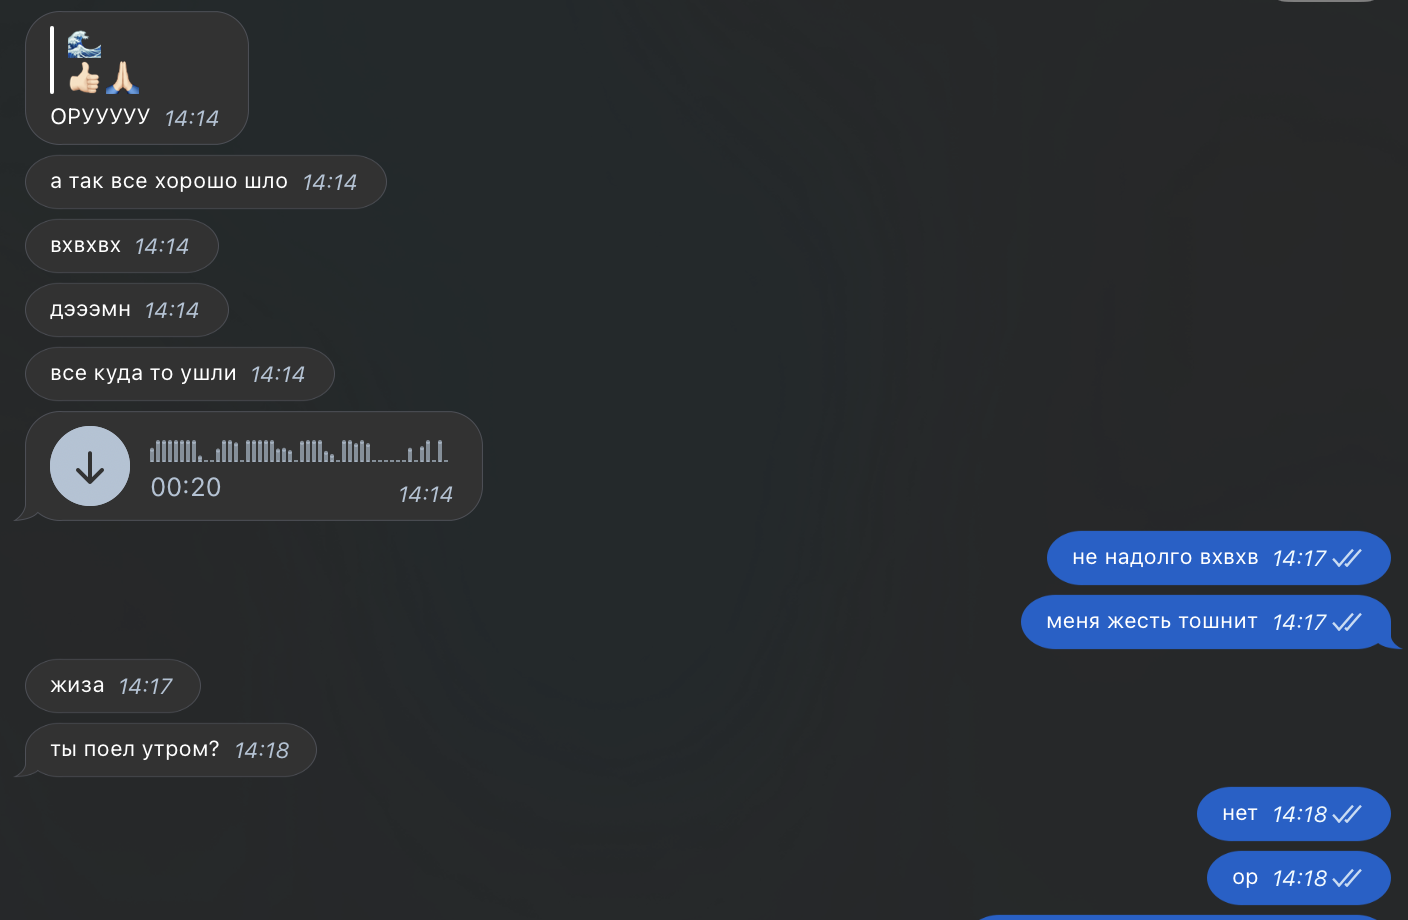 🌊
👍🏻🙏🏻
ОРУУУУУ 14:14
а так все хорошо шло 14:14
вхвхвх 14:14
дэээмн 14:14
все куда то ушли 14:14
00:20 14:14
не надолго вхвхв 14:17
меня жесть тошнит 14:17
жиза 14:17
ты поел утром? 14:18
нет 14:18
ор 14:18